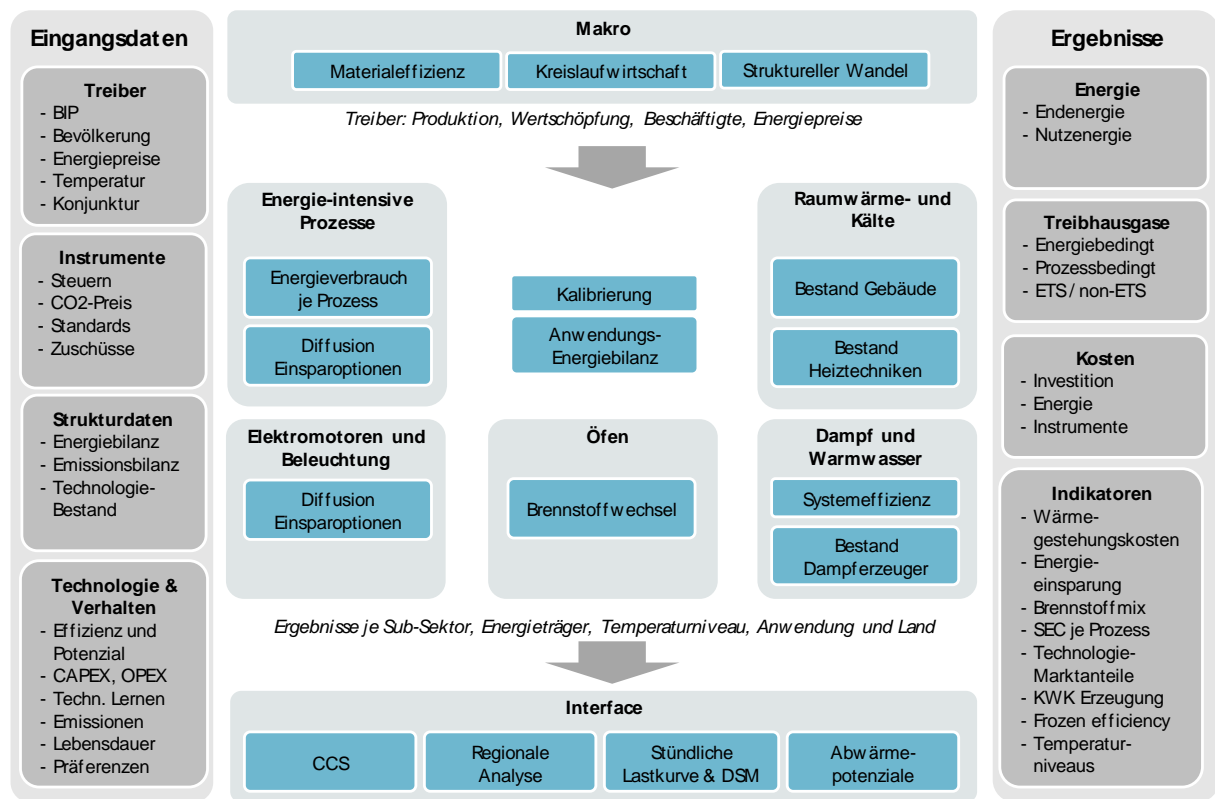 Eingangsdaten
Treiber
- BIP
- Bevölkerung
- Energiepreise
- Temperatur
- Konjunktur
Instrumente
- Steuern
- CO2-Preis
- Standards
- Zuschüsse
Strukturdaten
- Energiebilanz
- Emissionsbilanz
- Technologie-
Bestand
Technologie &
Verhalten
- Effizienz und
Potenzial
- CAPEX, OPEX
- Techn. Lernen
- Emissionen
- Lebensdauer
- Präferenzen
Makro
Materialeffizienz
Kreislaufwirtschaft
Struktureller Wandel
Treiber: Produktion, Wertschöpfung, Beschäftigte, Energiepreise
Energie-intensive
Prozesse
Energieverbrauch
je Prozess
Diffusion
Einsparoptionen
Kalibrierung
Anwendungs-
Energiebilanz
Raumwärme- und
Kälte
Bestand Gebäude
Bestand
Heiztechniken
Elektromotoren und
Beleuchtung
Diffusion
Einsparoptionen
Öfen
Brennstoffwechsel
Dampf und
Warmwasser
Systemeffizienz
Bestand
Dampferzeuger
Ergebnisse je Sub-Sektor, Energieträger, Temperaturniveau, Anwendung und Land
Interface
CCS
Regionale
Analyse
Stündliche
Lastkurve & DSM
Abwärme-
potenziale
Ergebnisse
Energie
- Endenergie
- Nutzenergie
Treibhausgase
- Energiebedingt
- Prozessbedingt
- ETS / non-ETS
Kosten
- Investition
- Energie
- Instrumente
Indikatoren
- Wärme-
gestehungskosten
- Energie-
einsparung
- Brennstoffmix
- SEC je Prozess
- Technologie-
Marktanteile
- KWK Erzeugung
- Frozen efficiency
- Temperatur-
niveaus